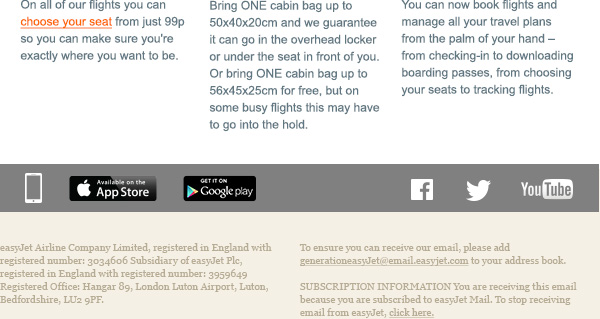 On all of our flights you can
choose your seat from just 99p
so you can make sure you're
exactly where you want to be.
Bring ONE cabin bag up to
50x40x20cm and we guarantee
it can go in the overhead locker
or under the seat in front of you.
Or bring ONE cabin bag up to
56x45x25cm for free, but on
some busy flights this may have
to go into the hold.
You can now book flights and
manage all your travel plans
from the palm of your hand –
from checking-in to downloading
boarding passes, from choosing
your seats to tracking flights.
Available on the
App Store
GET IT ON
Google play
YouTube
easyJet Airline Company Limited, registered in England with
registered number: 3034606 Subsidiary of easyJet Plc,
registered in England with registered number: 3959649
Registered Office: Hangar 89, London Luton Airport, Luton,
Bedfordshire, LU2 9PF.
To ensure you can receive our email, please add
generationeasyJet@email.easyjet.com to your address book.
SUBSCRIPTION INFORMATION You are receiving this email
because you are subscribed to easyJet Mail. To stop receiving
email from easyJet, click here.